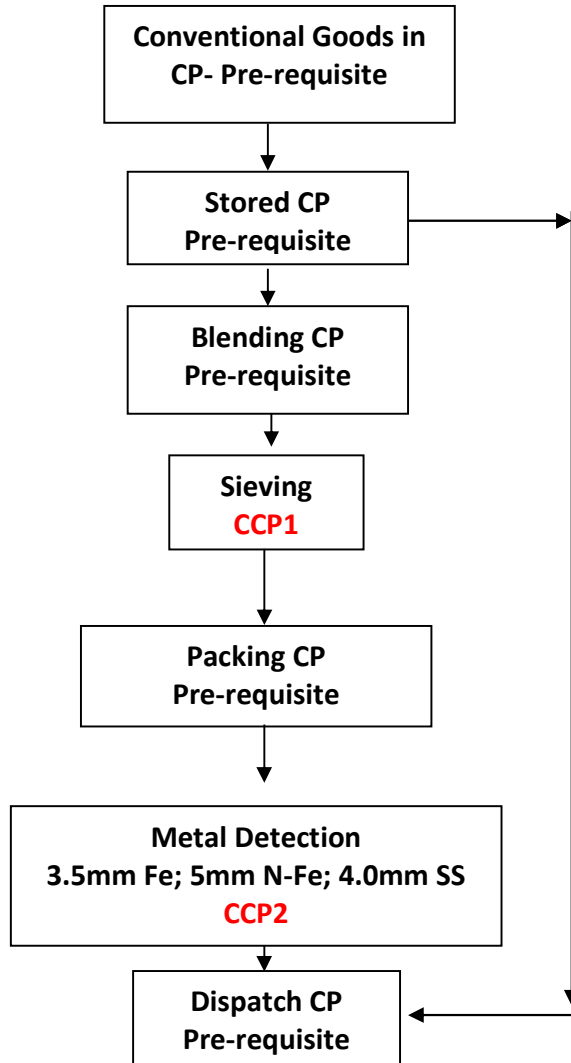 Conventional Goods in
CP- Pre-requisite
Stored CP
Pre-requisite
Blending CP
Pre-requisite
Sieving
CCP1
Packing CP
Pre-requisite
Metal Detection
3.5mm Fe; 5mm N-Fe; 4.0mm SS
CCP2
Dispatch CP
Pre-requisite